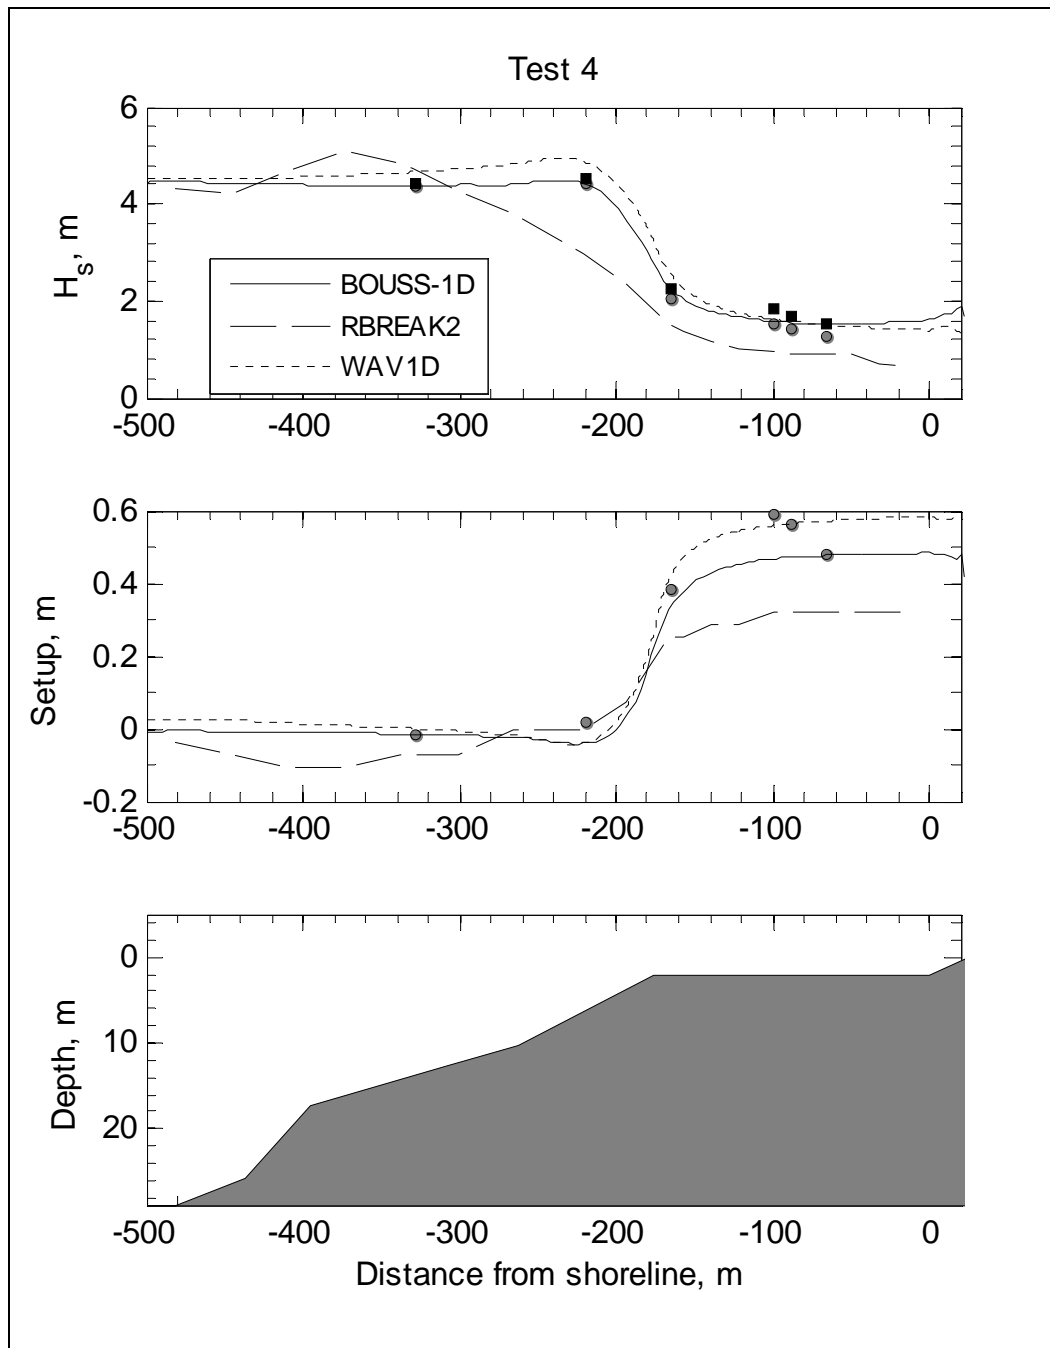 Test 4
6
4
2
0
H_s, m
BOUSS-1D
RBREAK2
WAV1D
-500 -400 -300 -200 -100 0
0.6
0.4
0.2
0
-0.2
Setup, m
-500 -400 -300 -200 -100 0
0
10
20
Depth, m
-500 -400 -300 -200 -100 0
Distance from shoreline, m